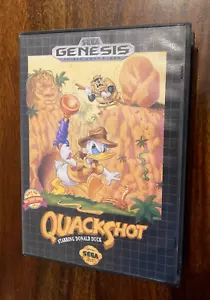 SEGA
GENESIS
QUACKSHOT
STARRING DONALD DUCK
SEGA